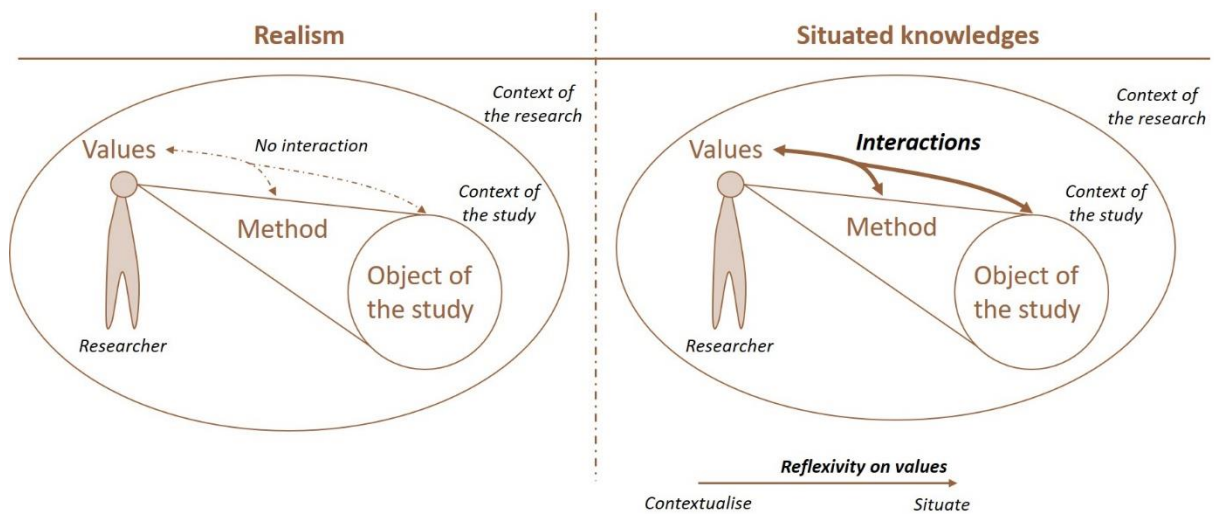 Realism
Context of
the research
Values
No interaction
Context of
the study
Method
Object of
the study
Researcher
Situated knowledges
Context of
the research
Values
Interactions
Context of
the study
Method
Object of
the study
Researcher
Reflexivity on values
Contextualise
Situate